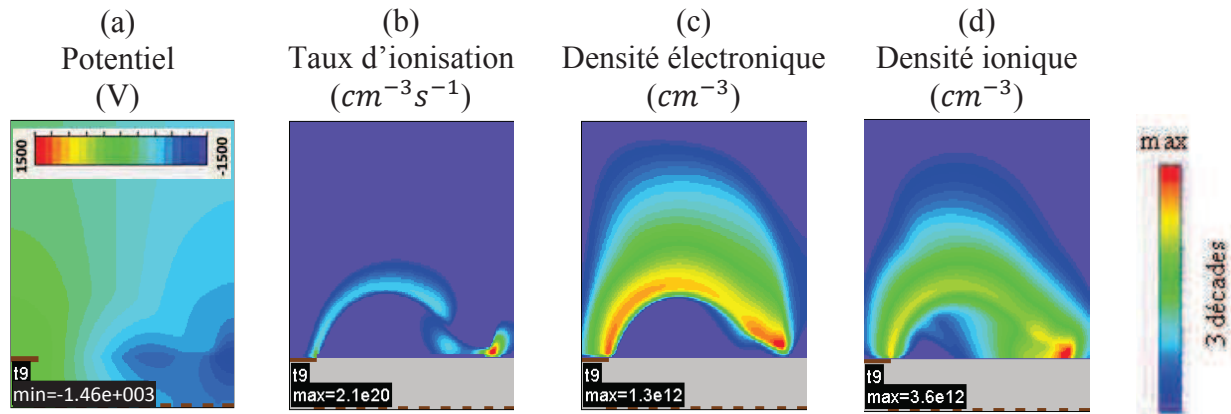 (a)
Potentiel
(V)
(b)
Taux d'ionisation
(cm⁻³s⁻¹)
(c)
Densité électronique
(cm⁻³)
(d)
Densité ionique
(cm⁻³)
1500
-1500
t9
min=-1.46e+003
t9
max=2.1e20
t9
max=1.3e12
t9
max=3.6e12
max
3 décades